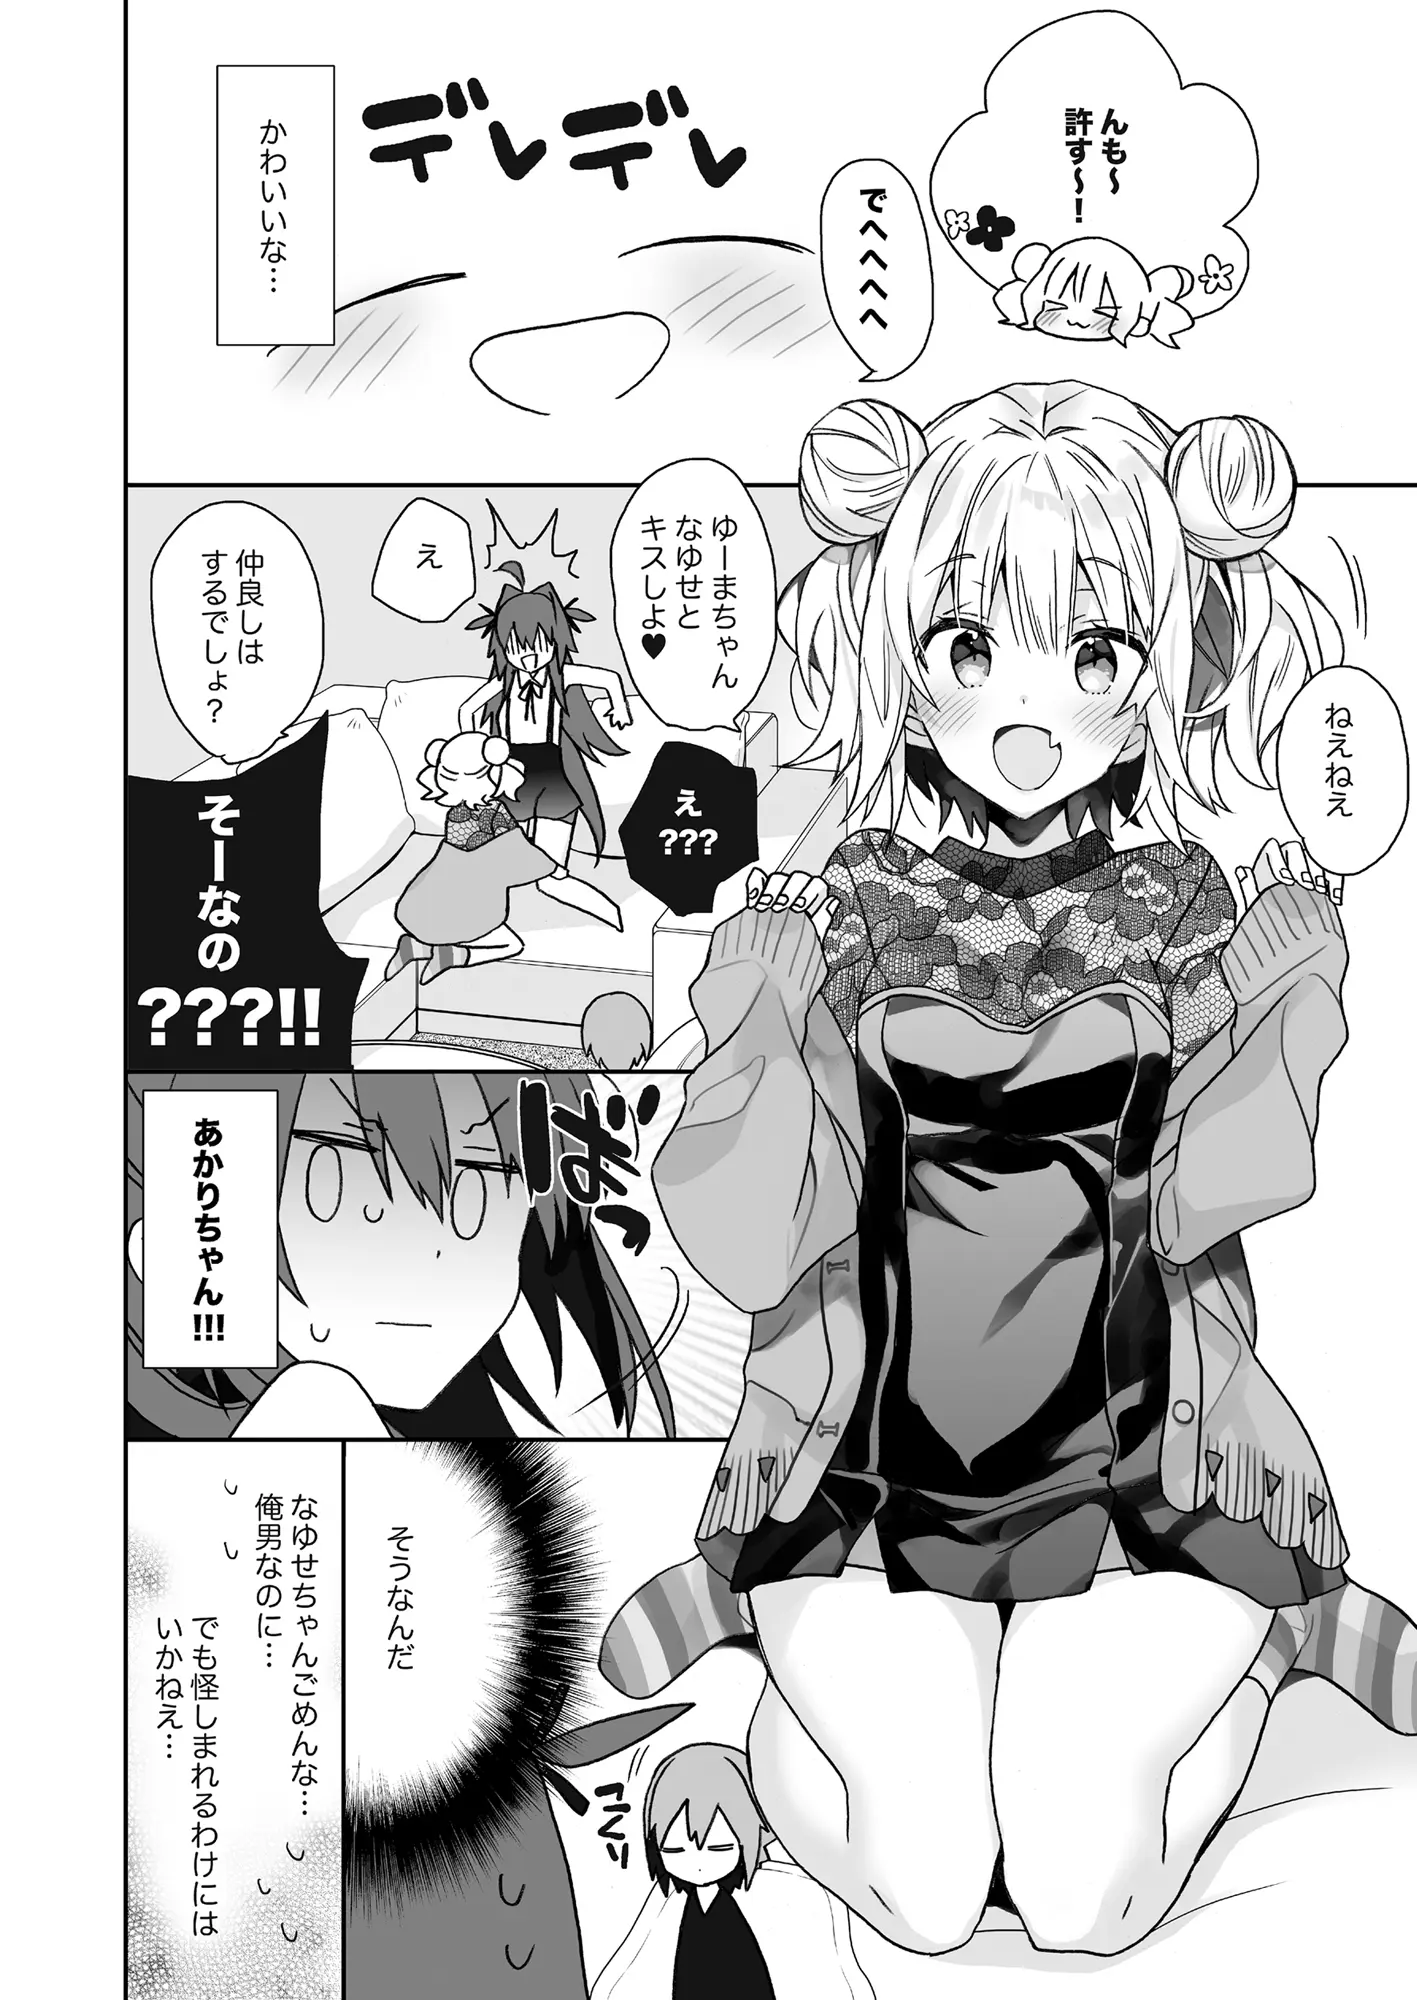 んも～
許す～！
でへへへへ
デレデレ
かわいいな…
ねえねえ
ゆーまちゃん
なゆせと
キスしよ♥
え
え
???
仲良しは
するでしょ？
そーなの
???!!
ばっ
あかりちゃん!!!
そうなんだ
こくり
なゆせちゃんごめんな…
俺男なのに…
でも怪しまれるわけには
いかねえ…